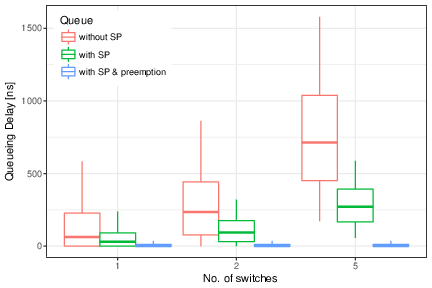 Queue
without SP
with SP
with SP & preemption
Queueing Delay [ns]
1500
1000
500
0
1
2
5
No. of switches